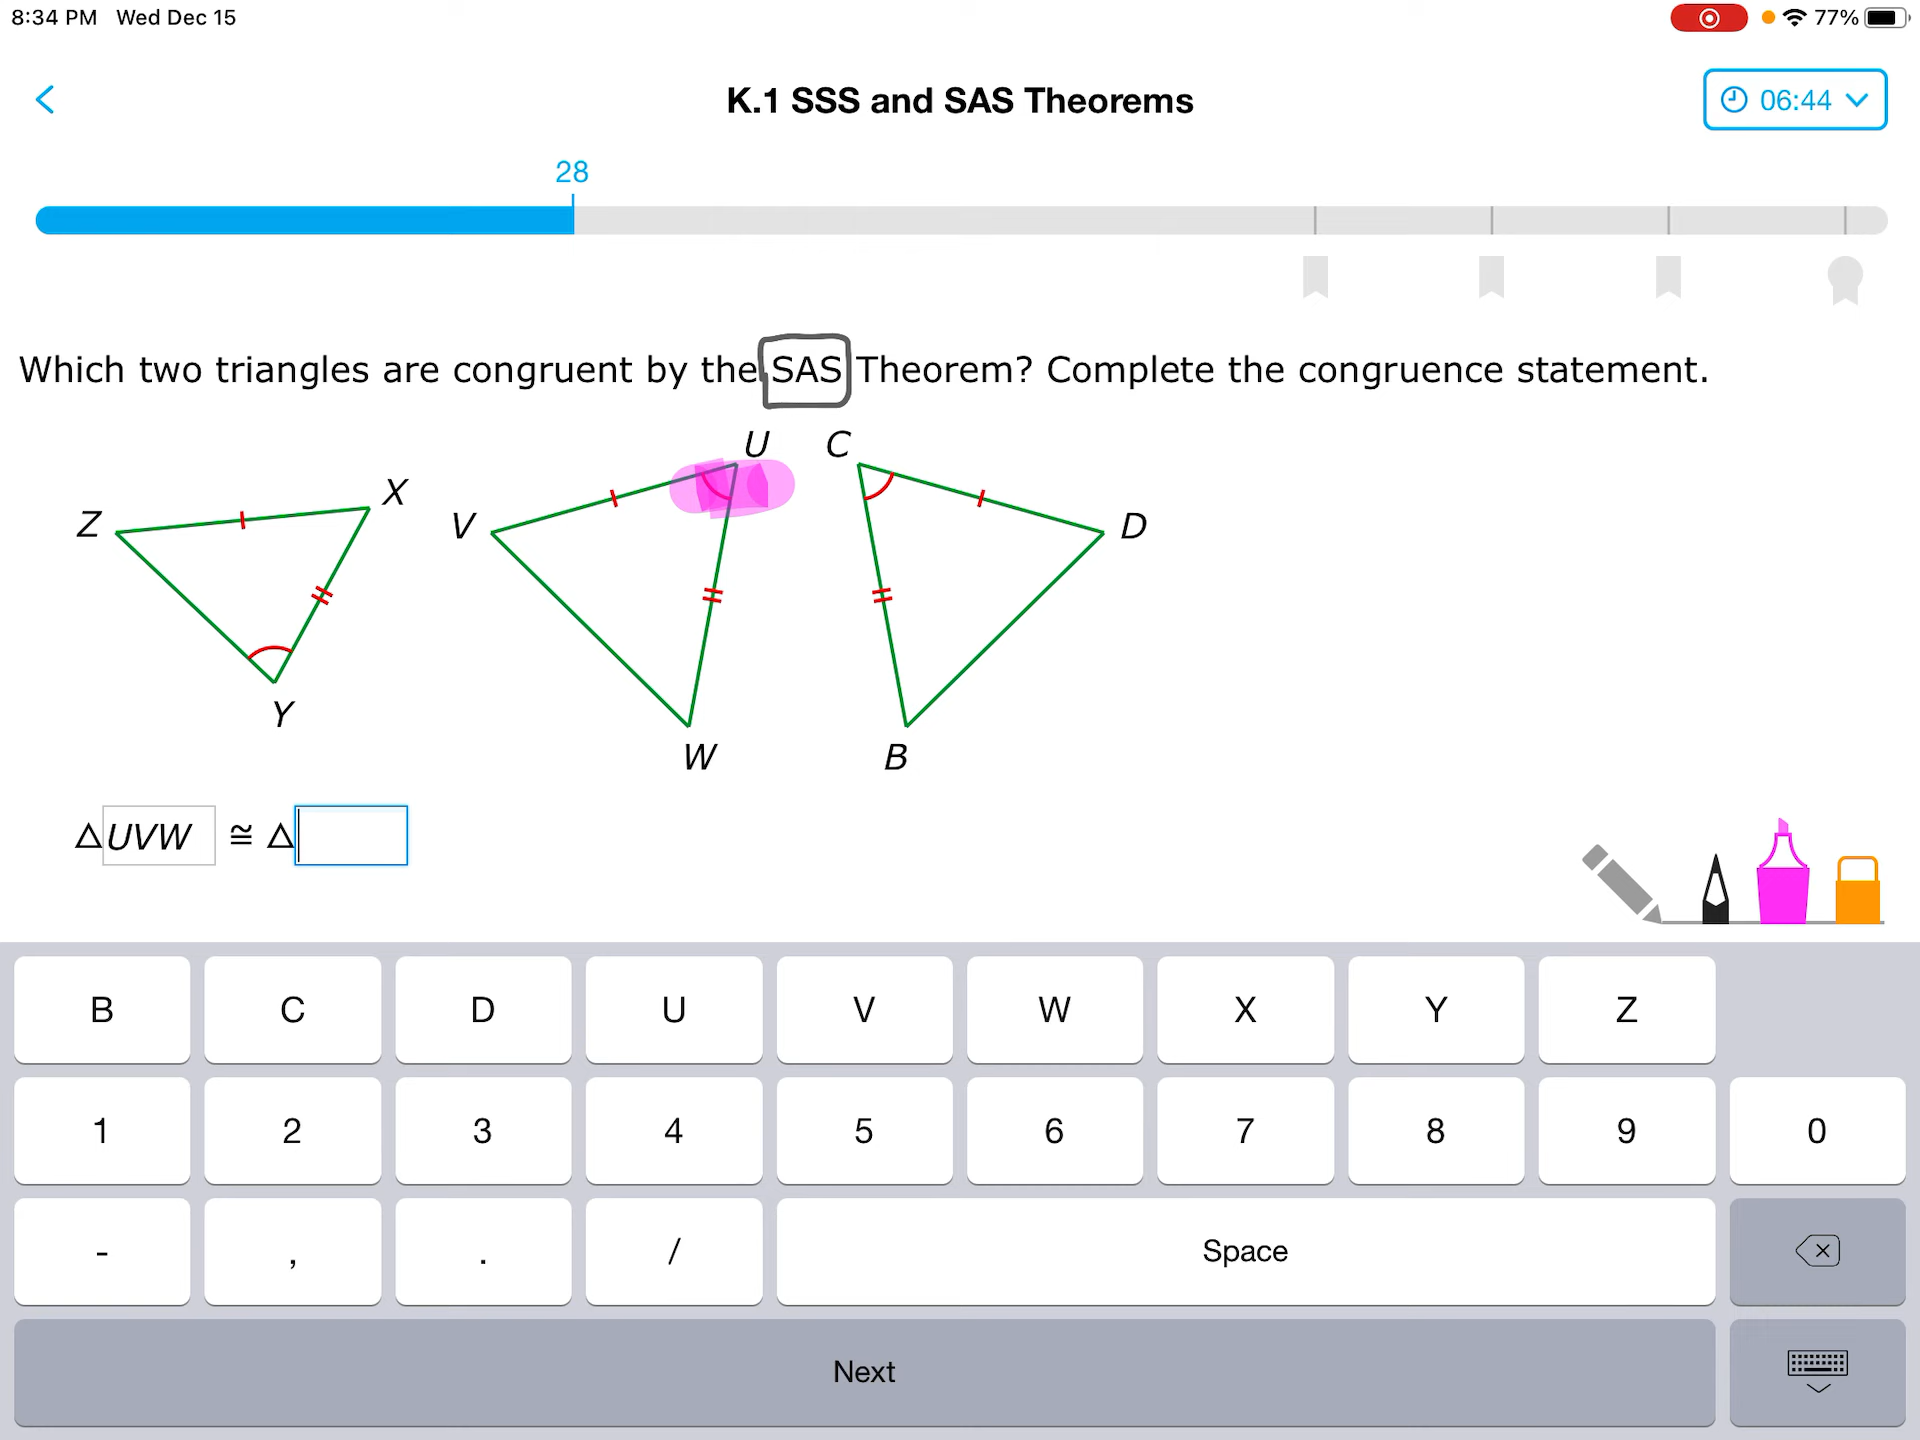 8:34 PM Wed Dec 15
77%
K.1 SSS and SAS Theorems
06:44
28
Which two triangles are congruent by the SAS Theorem? Complete the congruence statement.
U C
X
Z V D
Y
W B
△UVW ≅ △
B C D U V W X Y Z
1 2 3 4 5 6 7 8 9 0
- , . / Space
Next